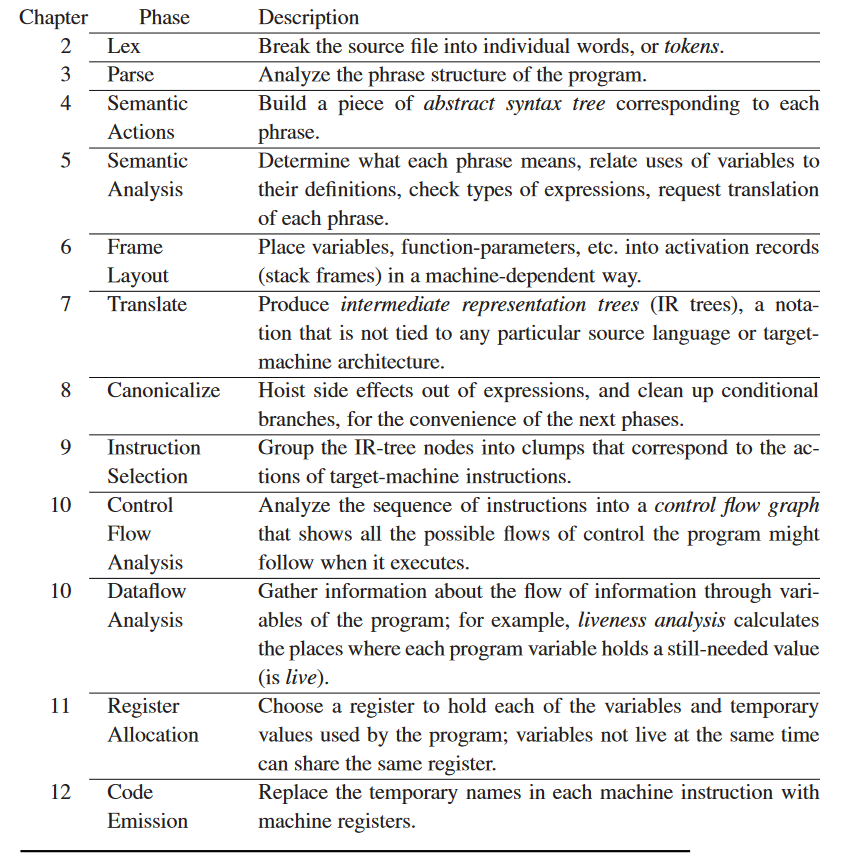 Chapter Phase Description
2 Lex Break the source file into individual words, or tokens.
3 Parse Analyze the phrase structure of the program.
4 Semantic Build a piece of abstract syntax tree corresponding to each
Actions phrase.
5 Semantic Determine what each phrase means, relate uses of variables to
Analysis their definitions, check types of expressions, request translation
of each phrase.
6 Frame Place variables, function-parameters, etc. into activation records
Layout (stack frames) in a machine-dependent way.
7 Translate Produce intermediate representation trees (IR trees), a nota-
tion that is not tied to any particular source language or target-
machine architecture.
8 Canonicalize Hoist side effects out of expressions, and clean up conditional
branches, for the convenience of the next phases.
9 Instruction Group the IR-tree nodes into clumps that correspond to the ac-
Selection tions of target-machine instructions.
10 Control Analyze the sequence of instructions into a control flow graph
Flow that shows all the possible flows of control the program might
Analysis follow when it executes.
10 Dataflow Gather information about the flow of information through vari-
Analysis ables of the program; for example, liveness analysis calculates
the places where each program variable holds a still-needed value
(is live).
11 Register Choose a register to hold each of the variables and temporary
Allocation values used by the program; variables not live at the same time
can share the same register.
12 Code Replace the temporary names in each machine instruction with
Emission machine registers.